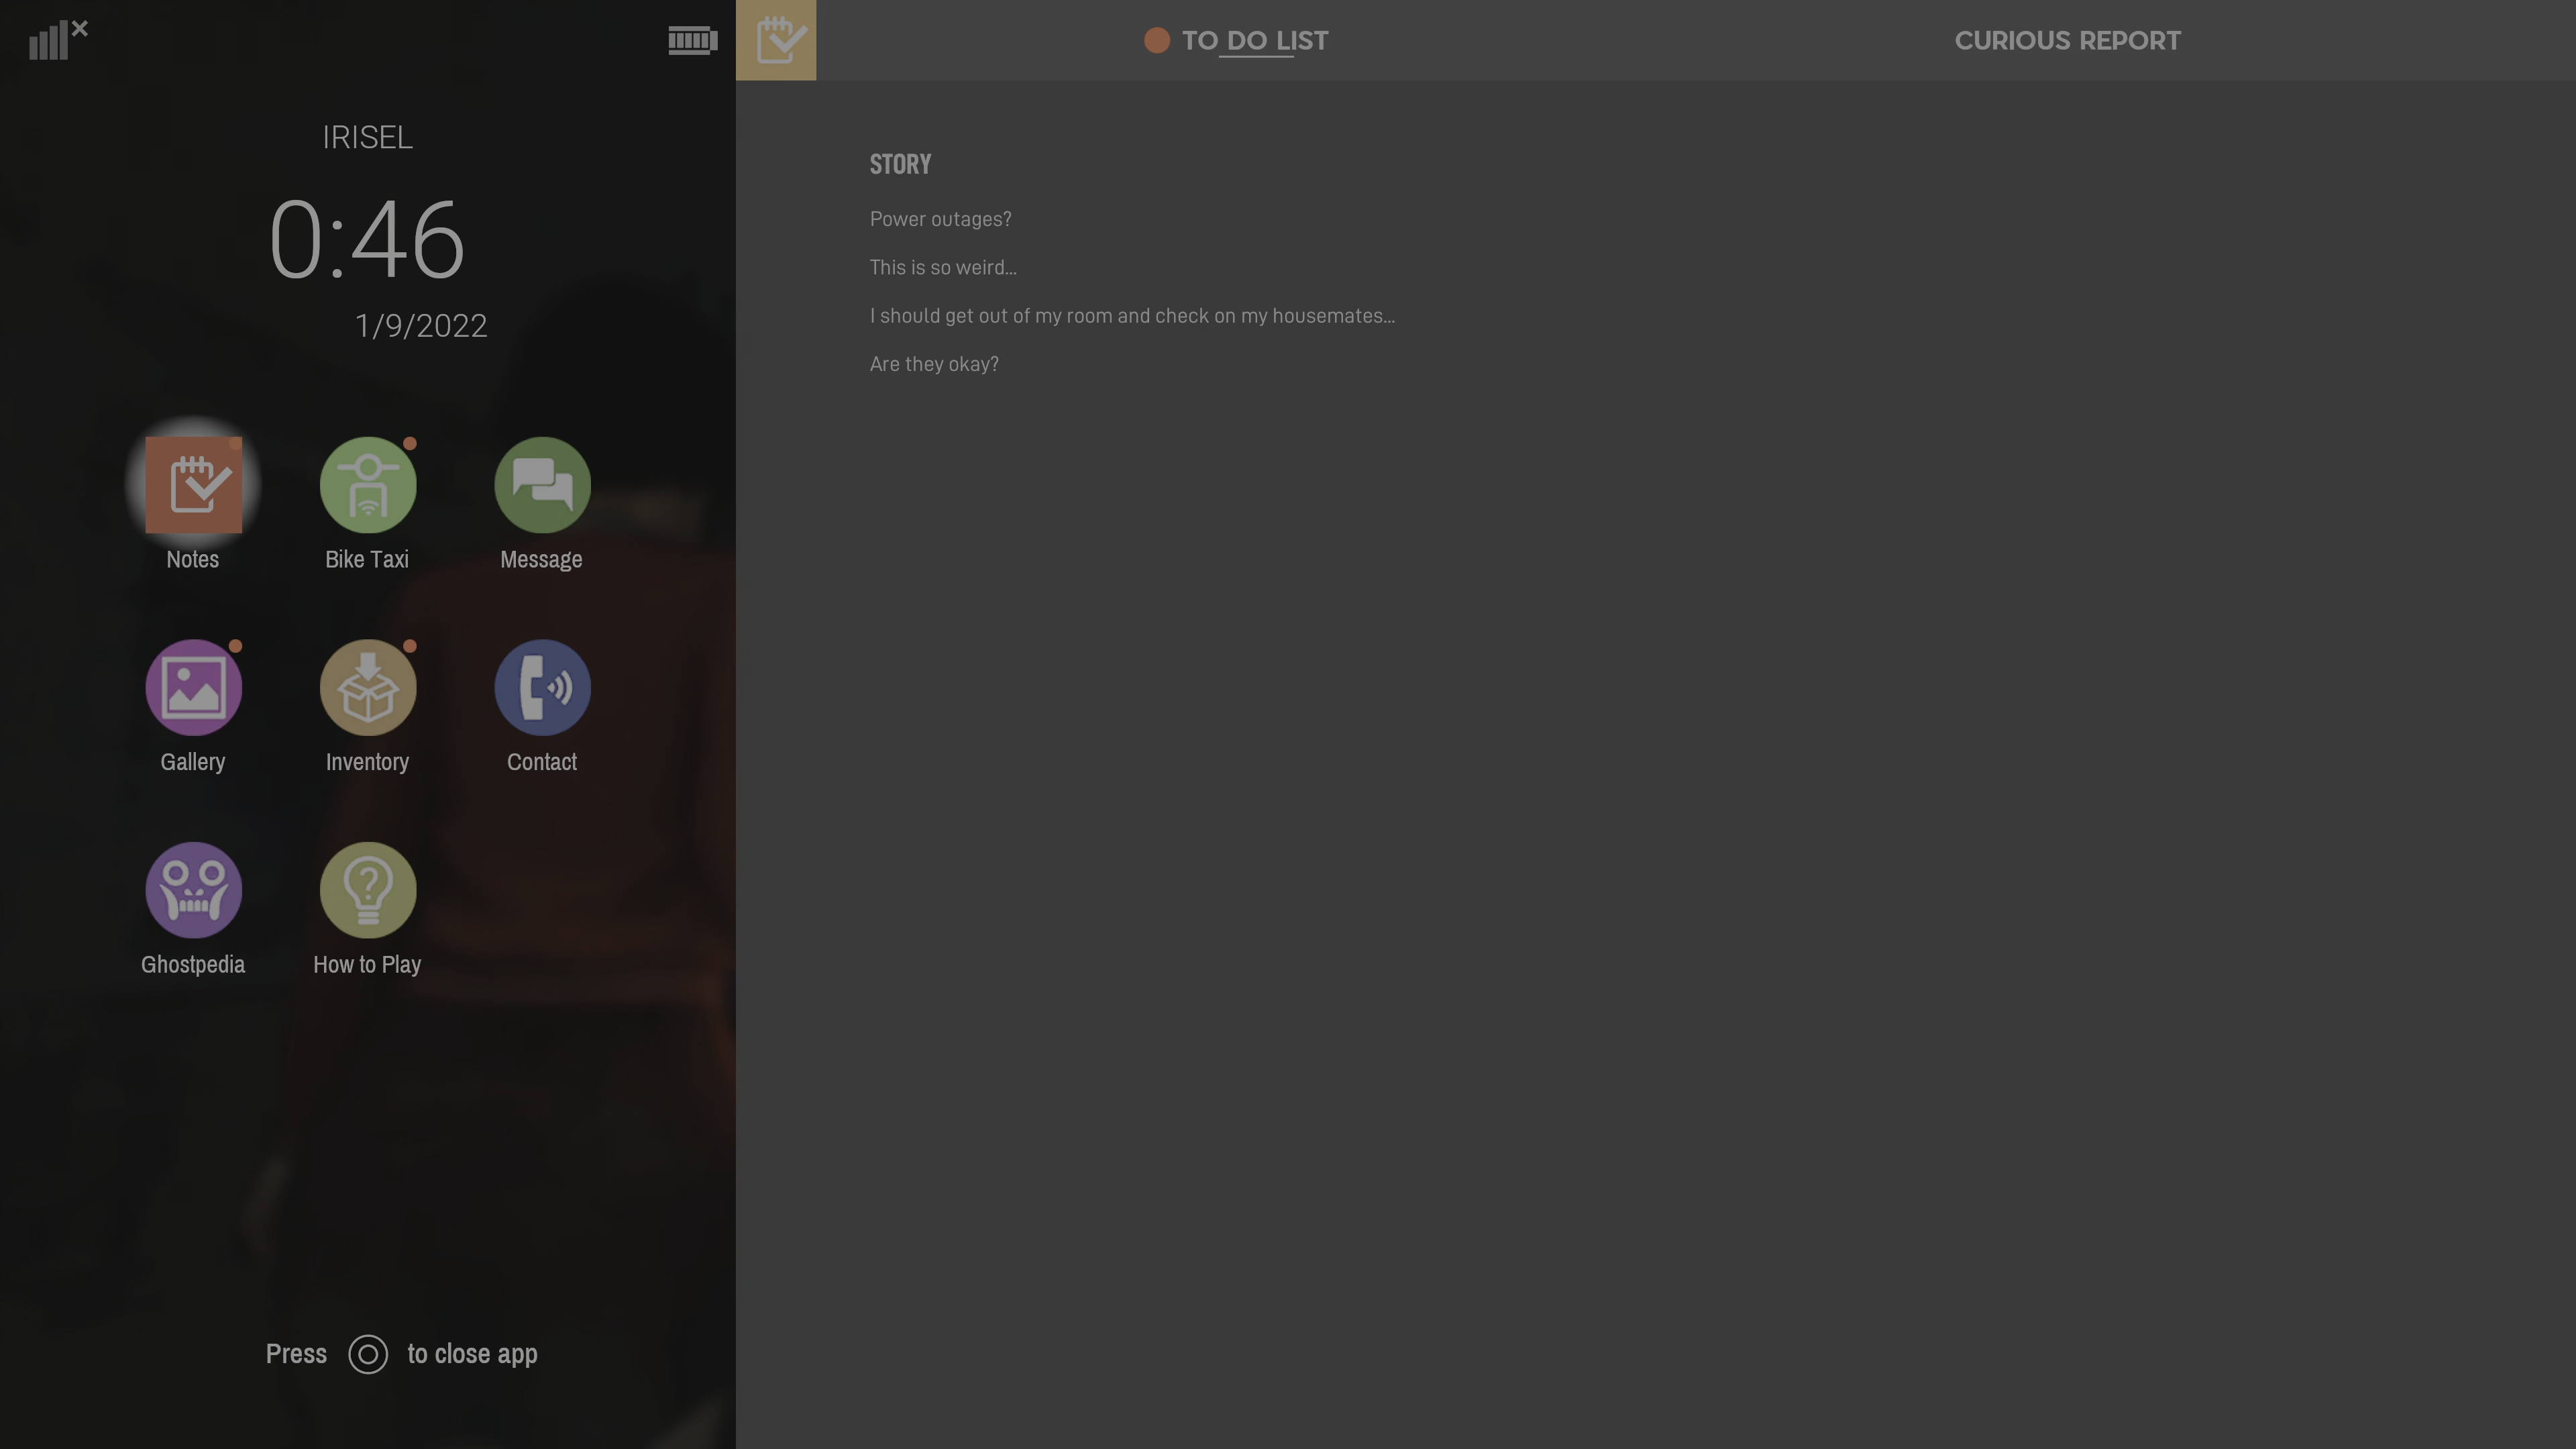 IRISEL
0:46
1/9/2022
Notes
Bike Taxi
Message
Gallery
Inventory
Contact
Ghostpedia
How to Play
Press to close app
TO DO LIST
CURIOUS REPORT
STORY
Power outages?
This is so weird...
I should get out of my room and check on my housemates...
Are they okay?